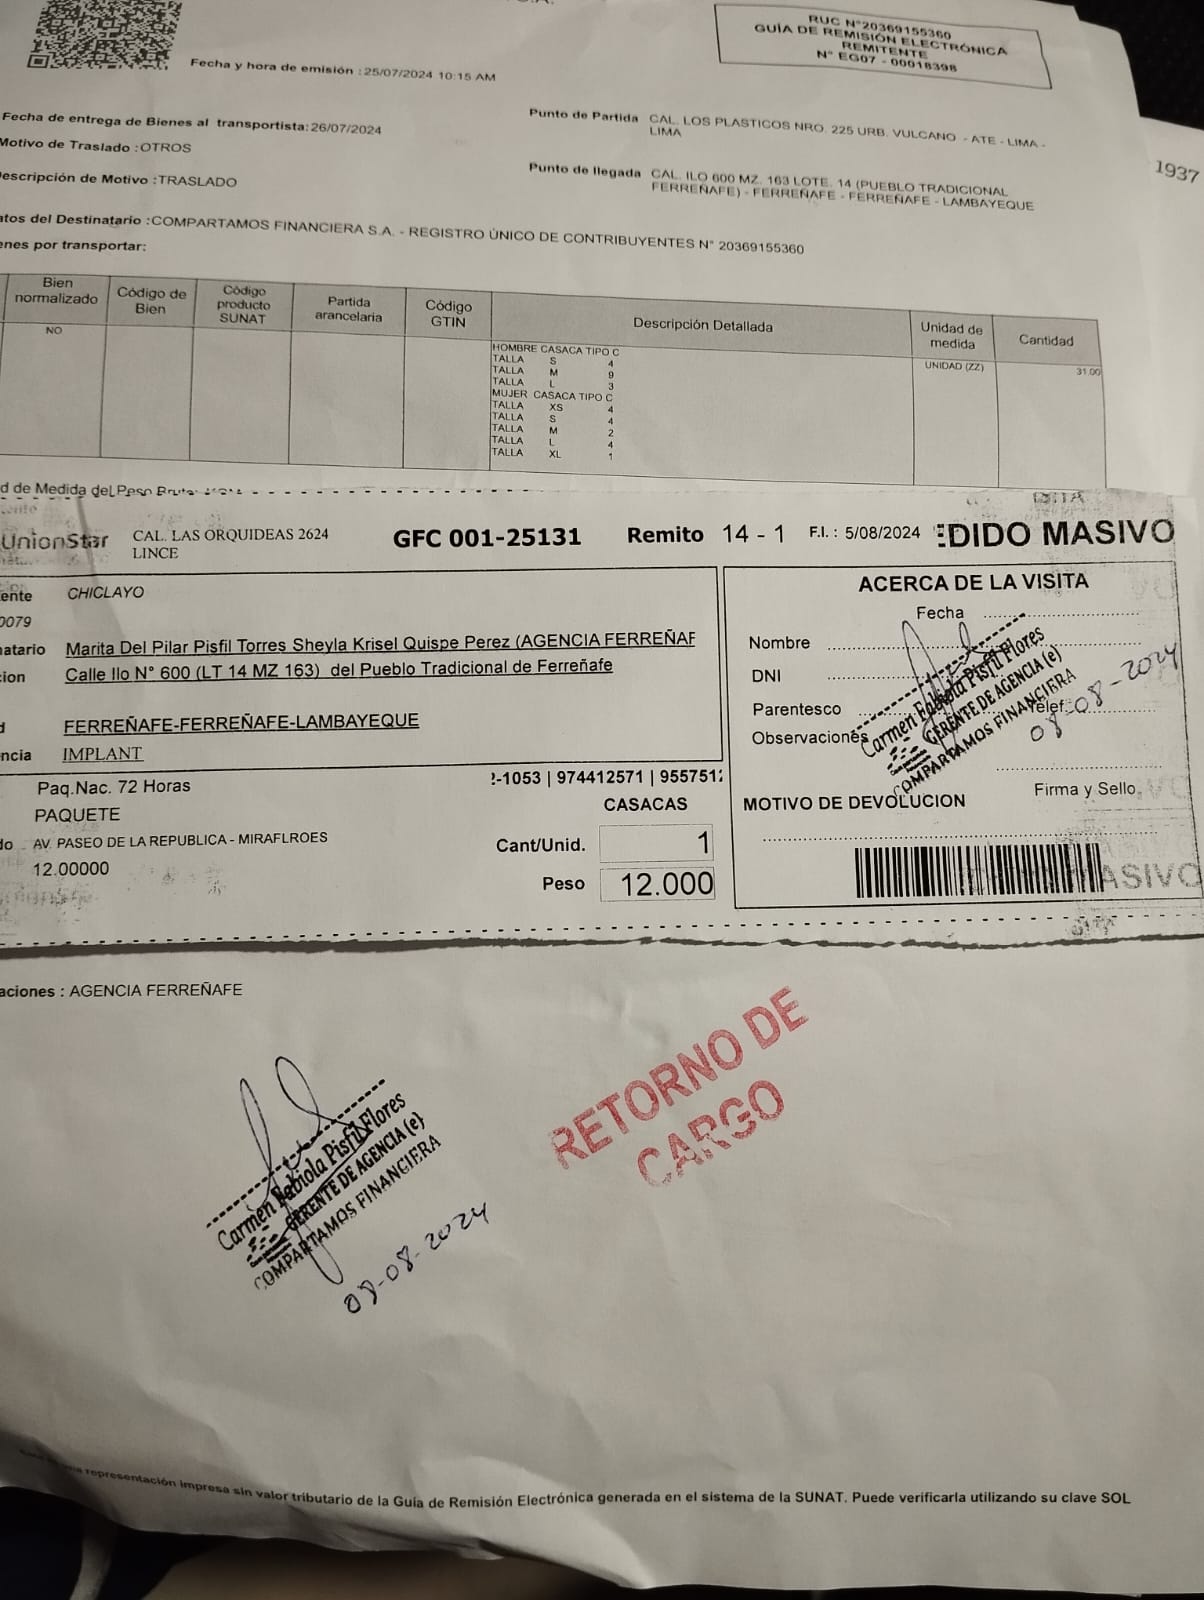 RUC N°20369155360
GUÍA DE REMISIÓN ELECTRÓNICA
REMITENTE
N° EG07 - 00018398
Fecha y hora de emisión : 25/07/2024 10:15 AM
Fecha de entrega de Bienes al transportista: 26/07/2024
Motivo de Traslado : OTROS
escripción de Motivo : TRASLADO
Punto de Partida CAL. LOS PLASTICOS NRO. 225 URB. VULCANO - ATE - LIMA -
LIMA
Punto de llegada CAL. ILO 600 MZ. 163 LOTE. 14 (PUEBLO TRADICIONAL
FERREÑAFE) - FERREÑAFE - FERREÑAFE - LAMBAYEQUE
1937
atos del Destinatario : COMPARTAMOS FINANCIERA S.A. - REGISTRO ÚNICO DE CONTRIBUYENTES N° 20369155360
enes por transportar:
Bien normalizado Código de Bien Código producto SUNAT Partida arancelaria Código GTIN Descripción Detallada Unidad de medida Cantidad
NO UNIDAD (ZZ) 31.00
HOMBRE CASACA TIPO C
TALLA S 4
TALLA M 9
TALLA L 3
MUJER CASACA TIPO C
TALLA XS 4
TALLA S 4
TALLA M 2
TALLA L 4
TALLA XL 1
d de Medida del Peso Bruto:
UnionStar CAL. LAS ORQUIDEAS 2624
LINCE
GFC 001-25131 Remito 14 - 1 F.I. : 5/08/2024 EDIDO MASIVO
ente CHICLAYO
0079
natario Marita Del Pilar Pisfil Torres Sheyla Krisel Quispe Perez (AGENCIA FERREÑAF
cion Calle Ilo N° 600 (LT 14 MZ 163) del Pueblo Tradicional de Ferreñafe
d FERREÑAFE-FERREÑAFE-LAMBAYEQUE
ncia IMPLANT
Paq.Nac. 72 Horas
PAQUETE
do AV. PASEO DE LA REPUBLICA - MIRAFLROES
12.00000
-1053 | 974412571 | 955751
CASACAS
Cant/Unid. 1
Peso 12.000
ACERCA DE LA VISITA
Fecha
Nombre
DNI
Parentesco Telef.
Observaciones
Carmen Fabiola Pisfil Flores
GERENTE DE AGENCIA (e)
COMPARTAMOS FINANCIERA
08-08-2024
Firma y Sello
MOTIVO DE DEVOLUCION
ASIVO
aciones : AGENCIA FERREÑAFE
RETORNO DE
CARGO
Carmen Fabiola Pisfil Flores
GERENTE DE AGENCIA (e)
COMPARTAMOS FINANCIERA
08-08-2024
representación impresa sin valor tributario de la Guía de Remisión Electrónica generada en el sistema de la SUNAT. Puede verificarla utilizando su clave SOL